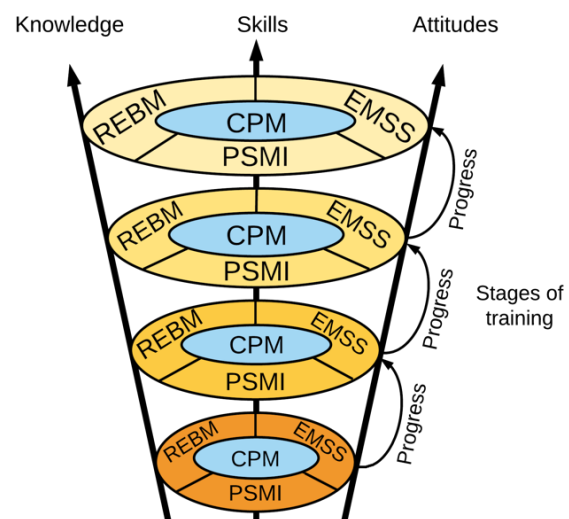 Knowledge
Skills
Attitudes
REBM
EMSS
CPM
PSMI
Progress
REBM
EMSS
CPM
PSMI
Progress
Stages of
training
REBM
EMSS
CPM
PSMI
Progress
REBM
EMSS
CPM
PSMI